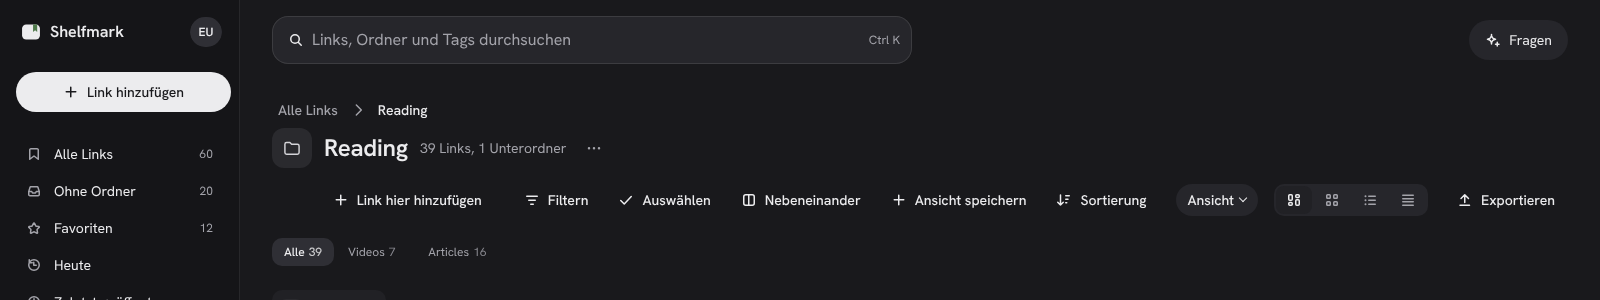 Shelfmark
EU
Links, Ordner und Tags durchsuchen
Ctrl K
Fragen
Link hinzufügen
Alle Links
Reading
Reading
39 Links, 1 Unterordner
Alle Links 60
Ohne Ordner 20
Favoriten 12
Heute
Link hier hinzufügen
Filtern
Auswählen
Nebeneinander
Ansicht speichern
Sortierung
Ansicht
Exportieren
Alle 39
Videos 7
Articles 16